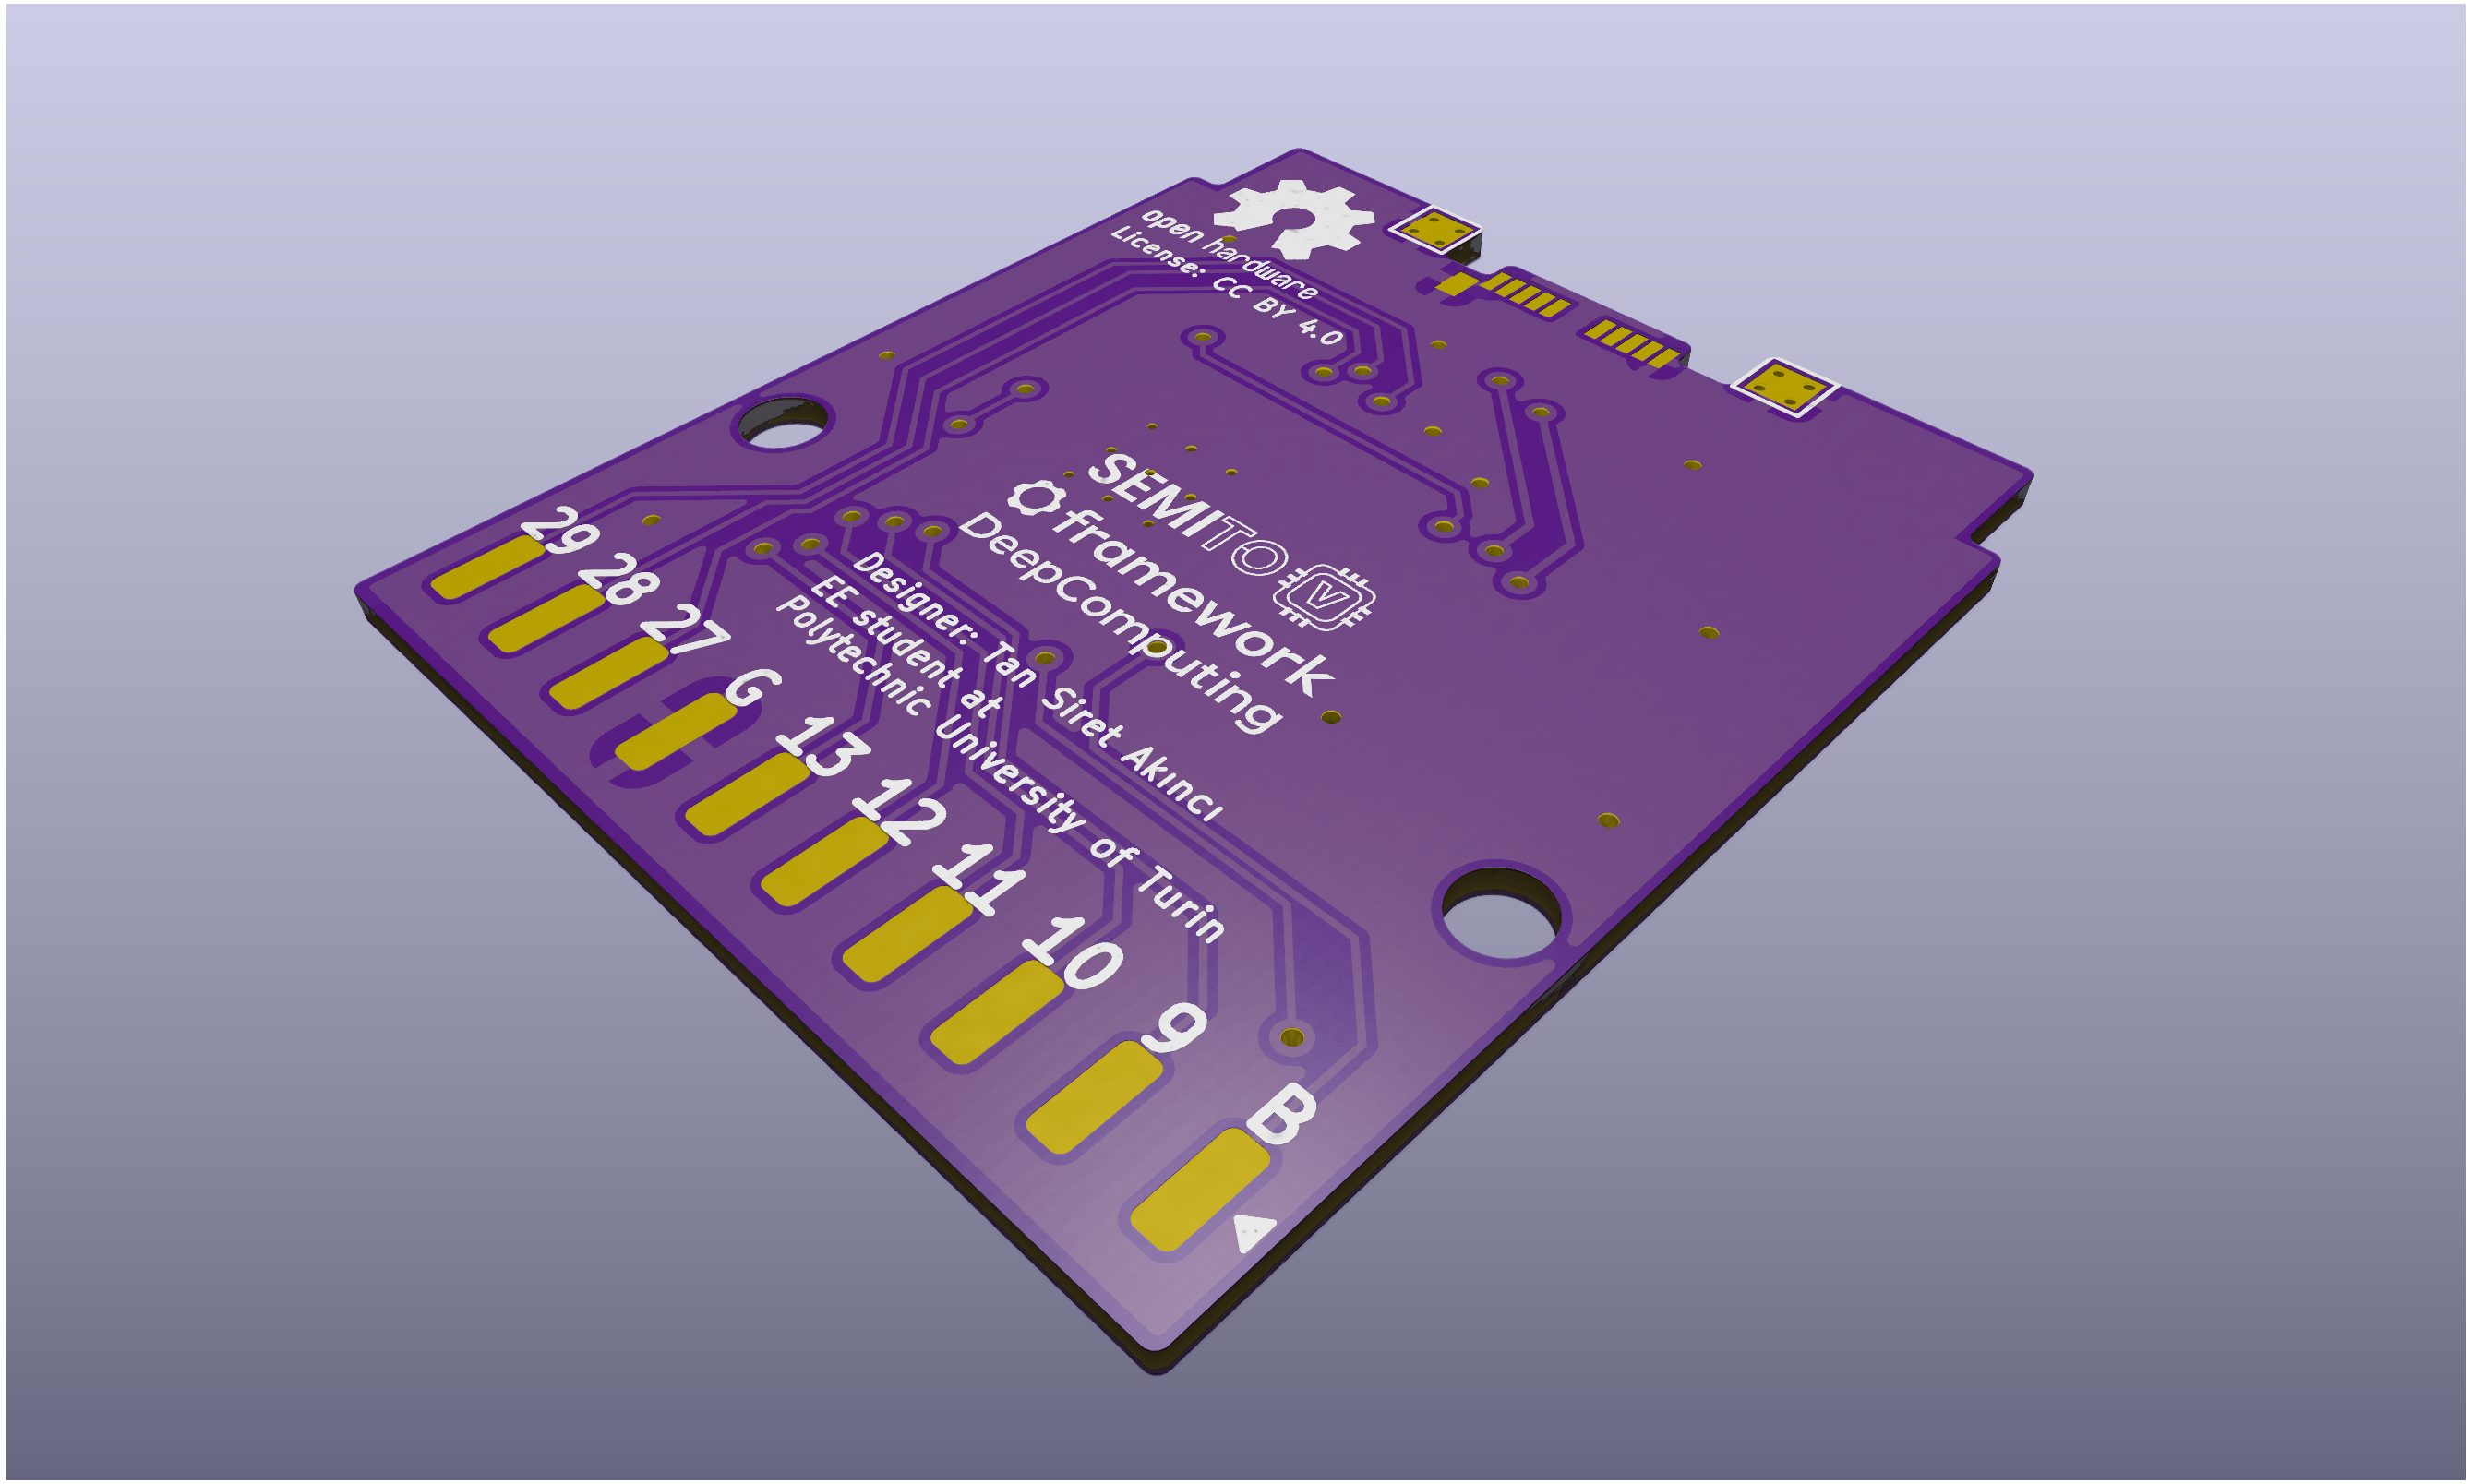 open hardware
License: CC BY 4.0
SEMITO V
framework
DeepComputing
Designer: Tan Siret Akıncı
EE student at
Polytechnic University of Turin
29
28
27
G
13
12
11
10
9
B